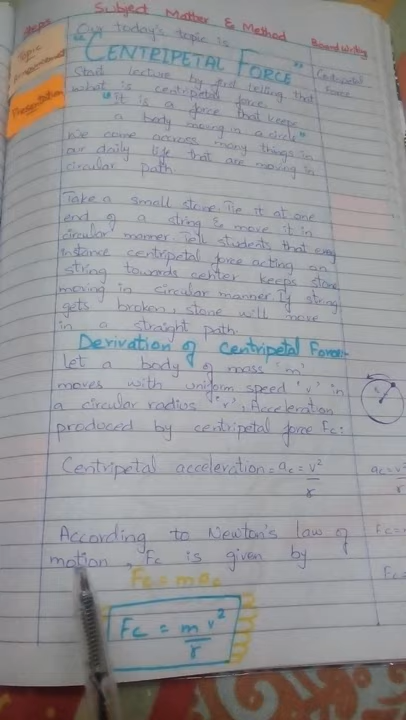 Steps
Subject Matter & Method
Board Writing
Topic
Announcement
Our today's topic is
"CENTRIPETAL FORCE"
Centripetal
Force
Presentation
Start lecture by first telling that
what is centripetal force.
"It is a force that keeps
a body moving in a circle"
We come across many things in
our daily life that are moving in
circular path.
Take a small stone. Tie it at one
end of a string & move it in
circular manner. Tell students that every
instance centripetal force acting on
string towards center keeps stone
moving in circular manner. If string
gets broken, stone will move
in a straight path.
Derivation of Centripetal Force:
Let a body of mass 'm'
moves with uniform speed 'v' in
a circular radius 'r', Acceleration
produced by centripetal force Fc:
Centripetal acceleration = ac = v²/r
ac = v²
According to Newton's law of
Fc =
motion, Fc is given by
Fc = mac
Fc =
Fc = m v²/r